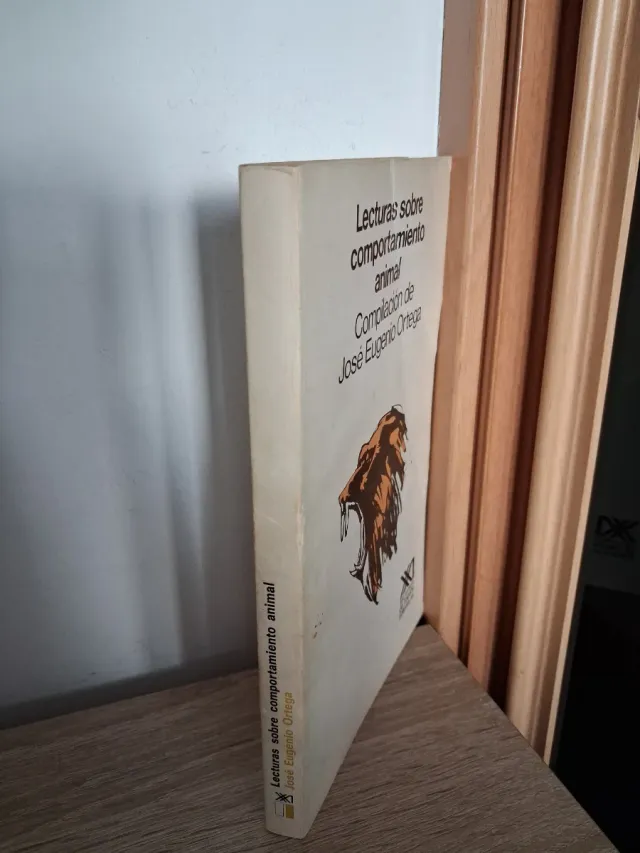 Lecturas sobre
comportamiento
animal
Compilación de
José Eugenio Ortega
Lecturas sobre comportamiento animal
José Eugenio Ortega